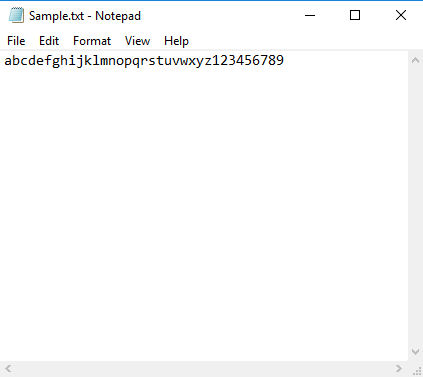 Sample.txt - Notepad
File Edit Format View Help
abcdefghijklmnopqrstuvwxyz123456789